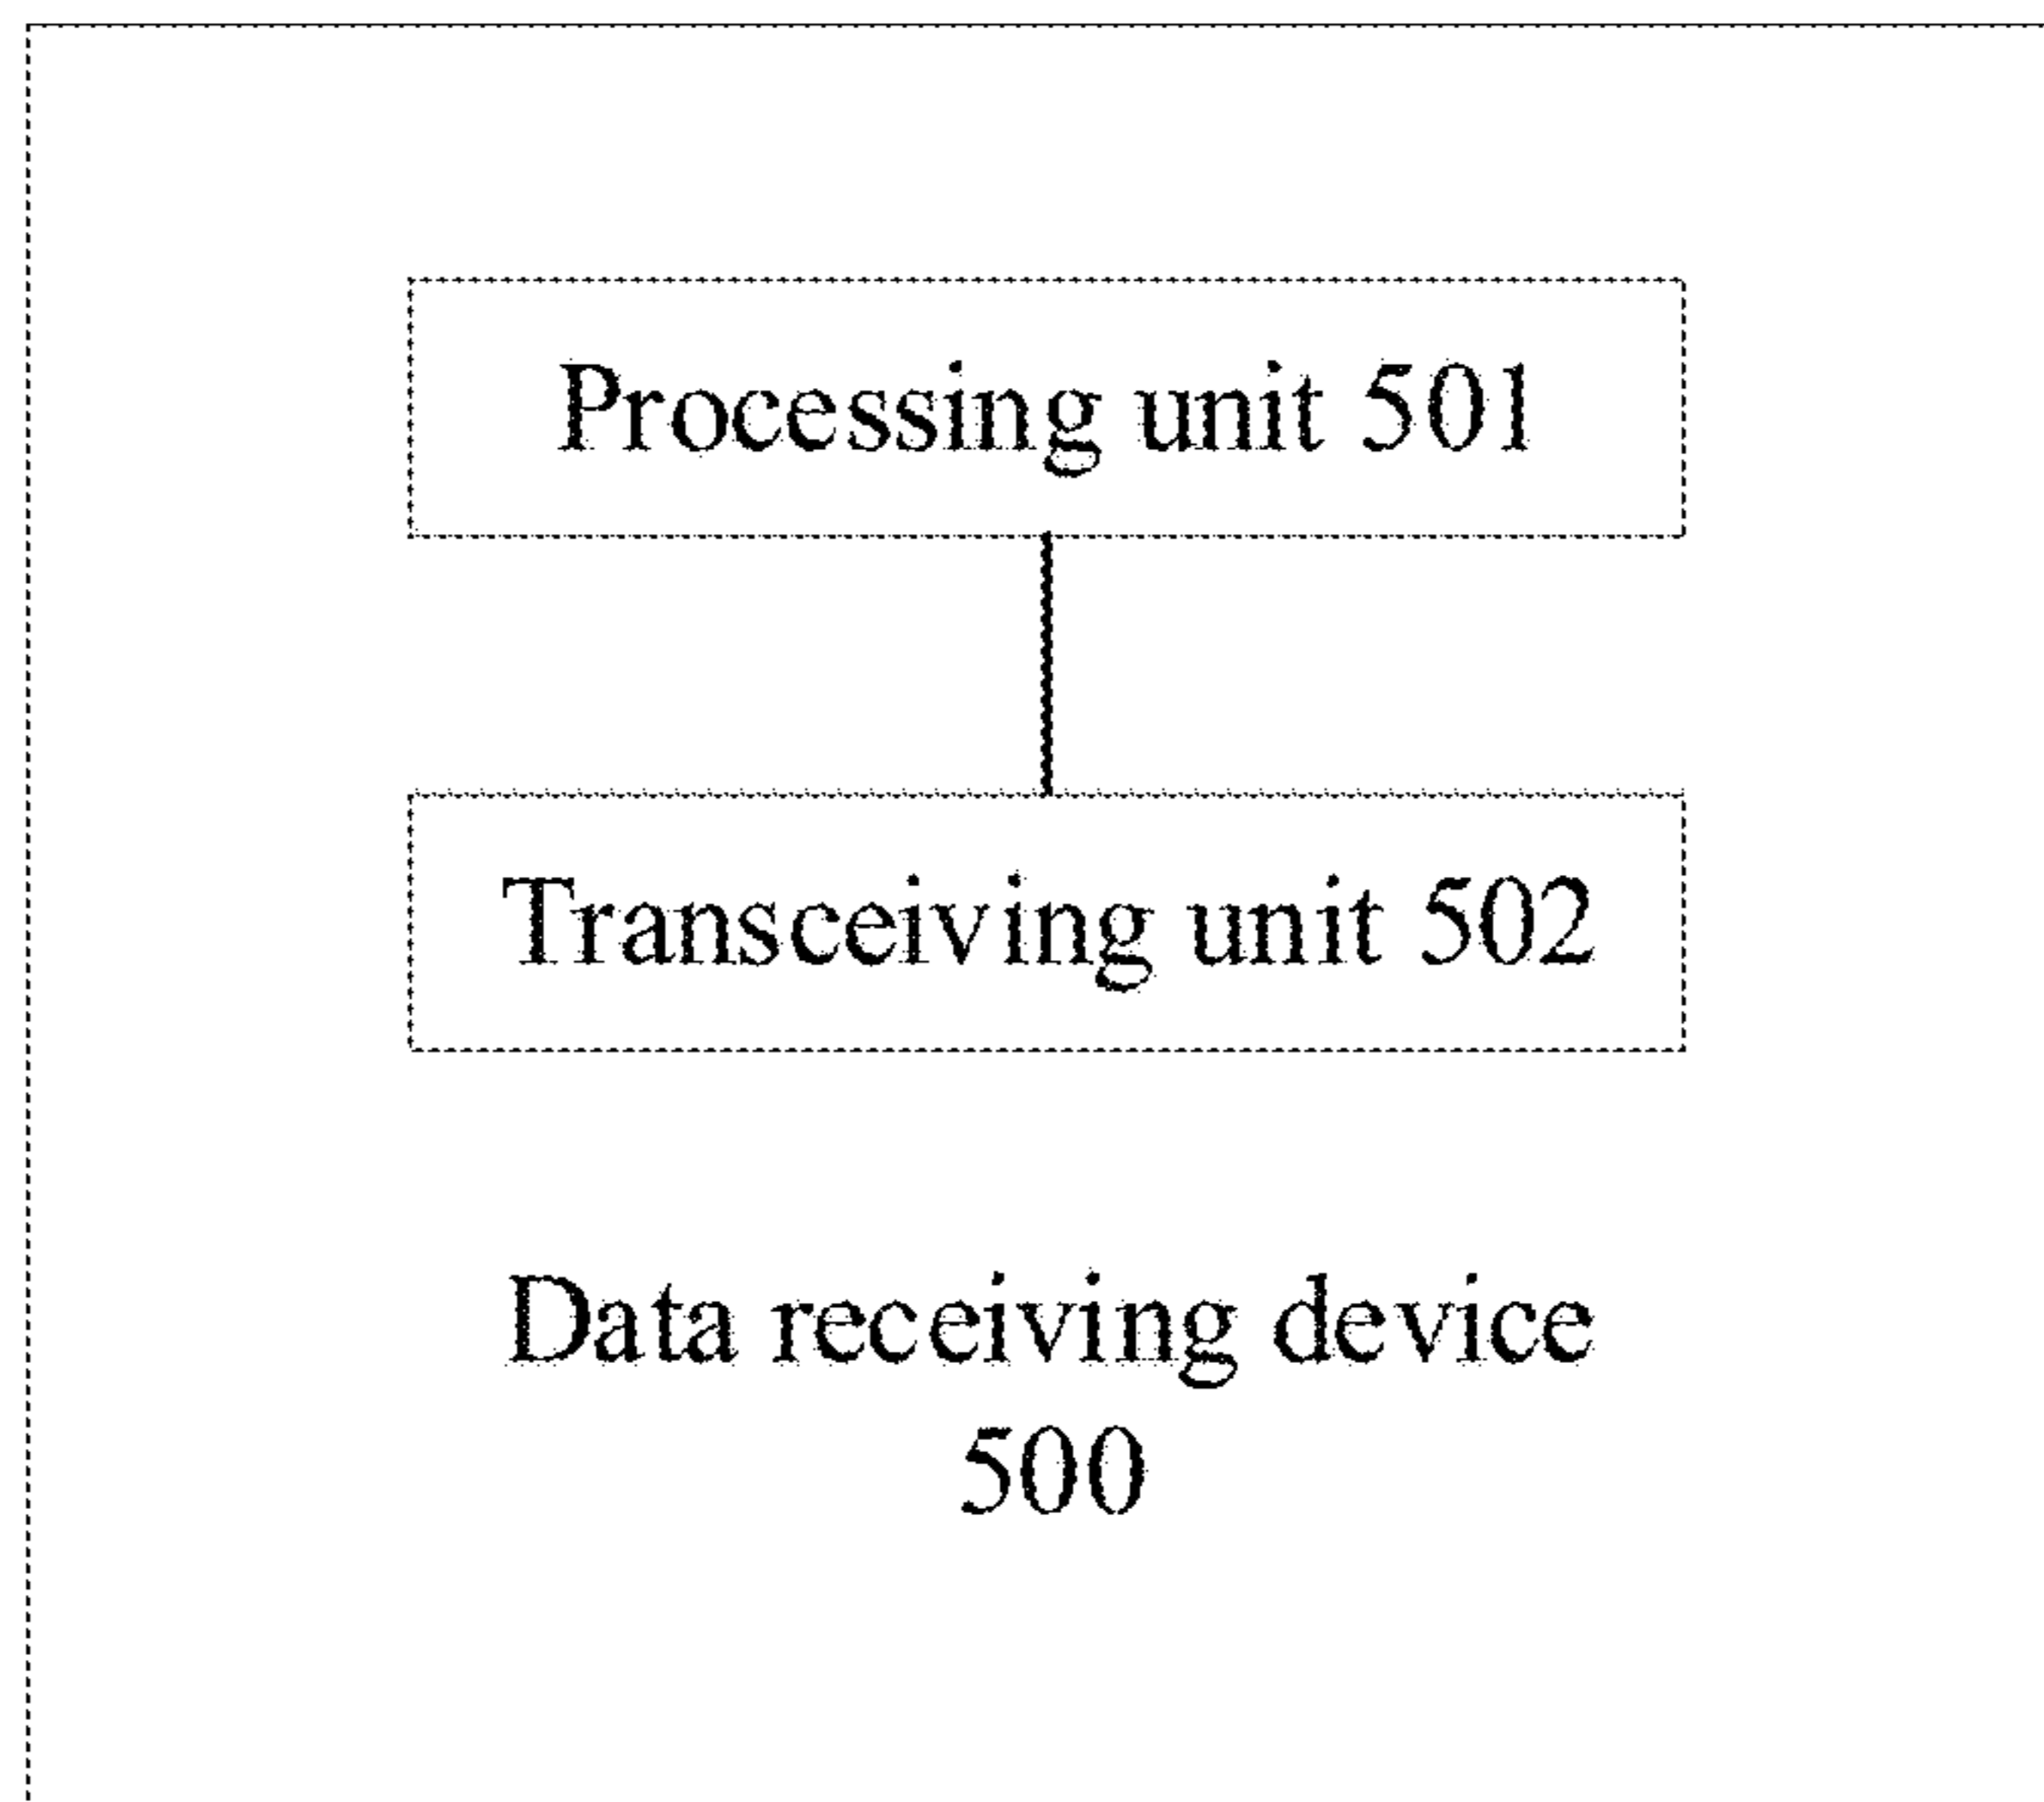 Processing unit 501
Transceiving unit 502
Data receiving device
500